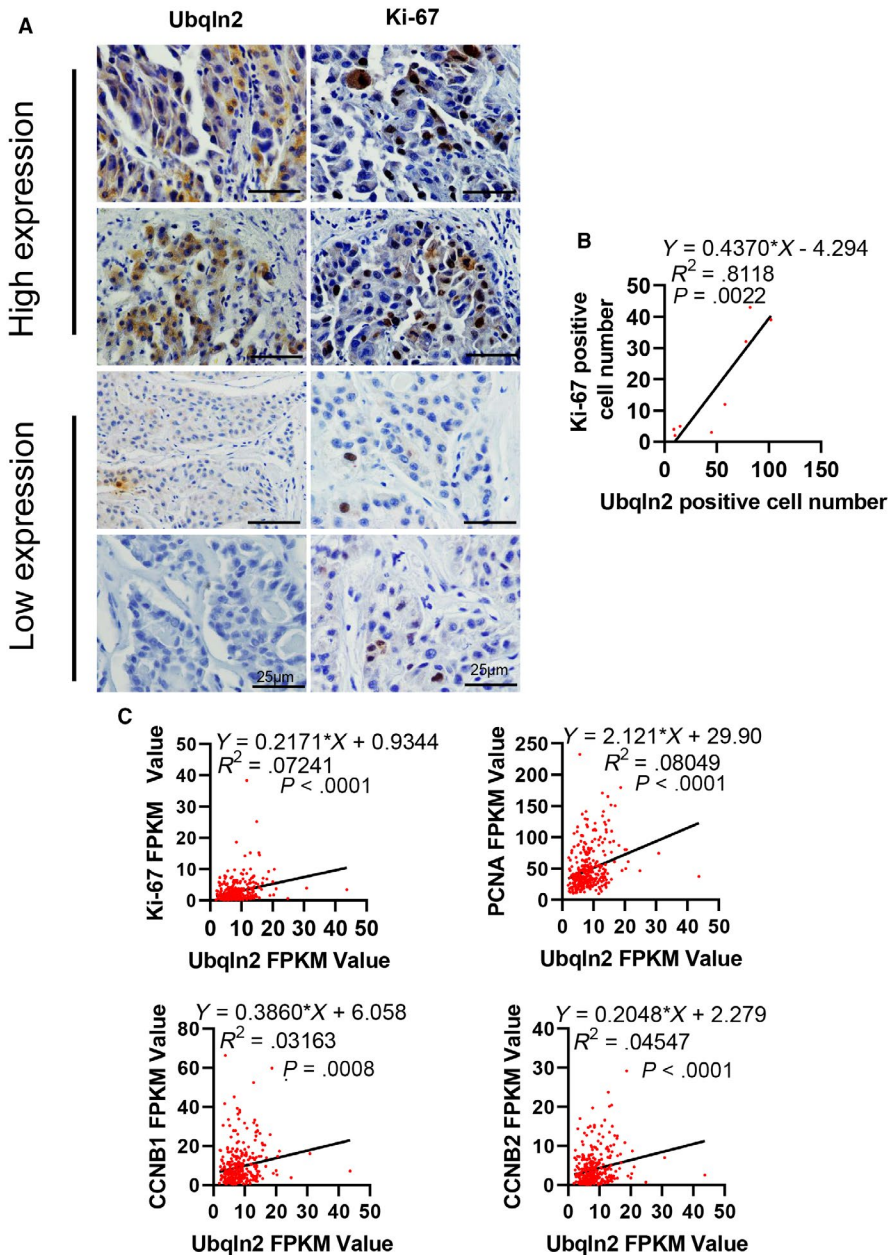 A
Ubqln2
Ki-67
High expression
Low expression
25µm
25µm
B
Y = 0.4370*X - 4.294
R² = .8118
P = .0022
50
40
30
20
10
0
Ki-67 positive
cell number
0 50 100 150
Ubqln2 positive cell number
C
Y = 0.2171*X + 0.9344
R² = .07241
P < .0001
50
40
30
20
10
0
Ki-67 FPKM Value
0 10 20 30 40 50
Ubqln2 FPKM Value
Y = 2.121*X + 29.90
R² = .08049
P < .0001
250
200
150
100
50
0
PCNA FPKM Value
0 10 20 30 40 50
Ubqln2 FPKM Value
Y = 0.3860*X + 6.058
R² = .03163
P = .0008
80
60
40
20
0
CCNB1 FPKM Value
0 10 20 30 40 50
Ubqln2 FPKM Value
Y = 0.2048*X + 2.279
R² = .04547
P < .0001
40
30
20
10
0
CCNB2 FPKM Value
0 10 20 30 40 50
Ubqln2 FPKM Value